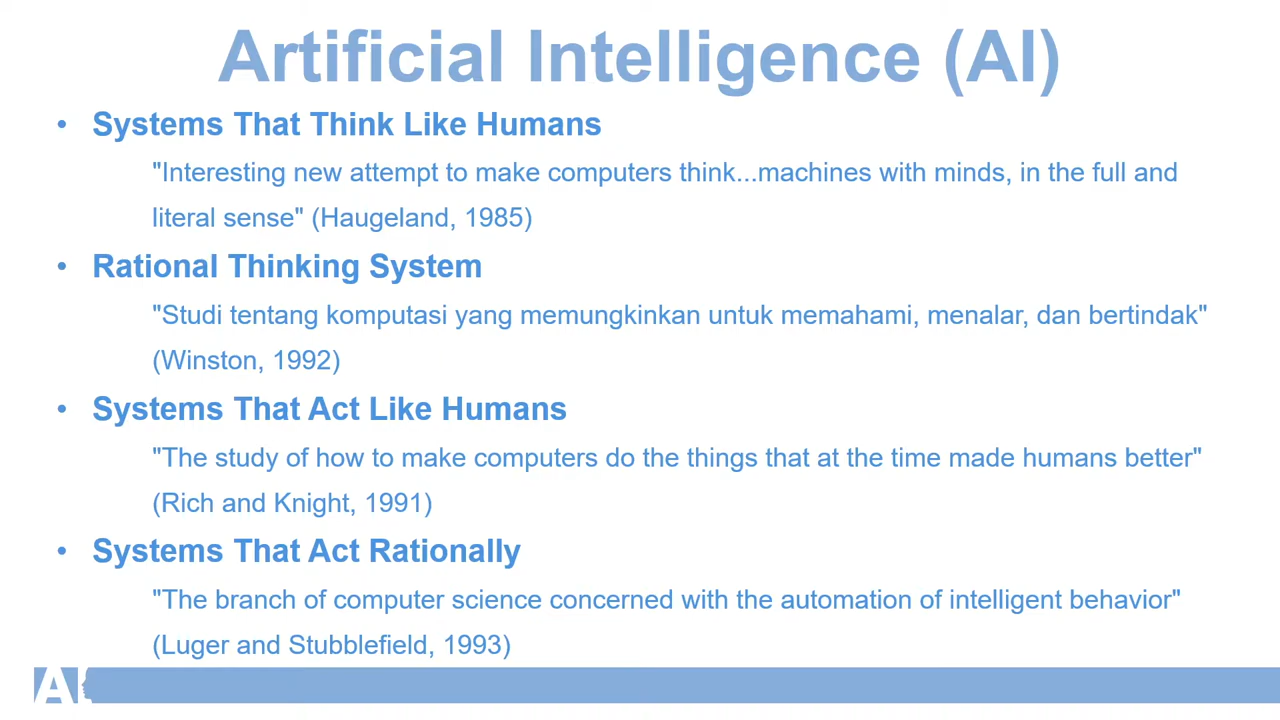 Artificial Intelligence (AI)
• Systems That Think Like Humans
"Interesting new attempt to make computers think...machines with minds, in the full and
literal sense" (Haugeland, 1985)
• Rational Thinking System
"Studi tentang komputasi yang memungkinkan untuk memahami, menalar, dan bertindak"
(Winston, 1992)
• Systems That Act Like Humans
"The study of how to make computers do the things that at the time made humans better"
(Rich and Knight, 1991)
• Systems That Act Rationally
"The branch of computer science concerned with the automation of intelligent behavior"
(Luger and Stubblefield, 1993)
AI